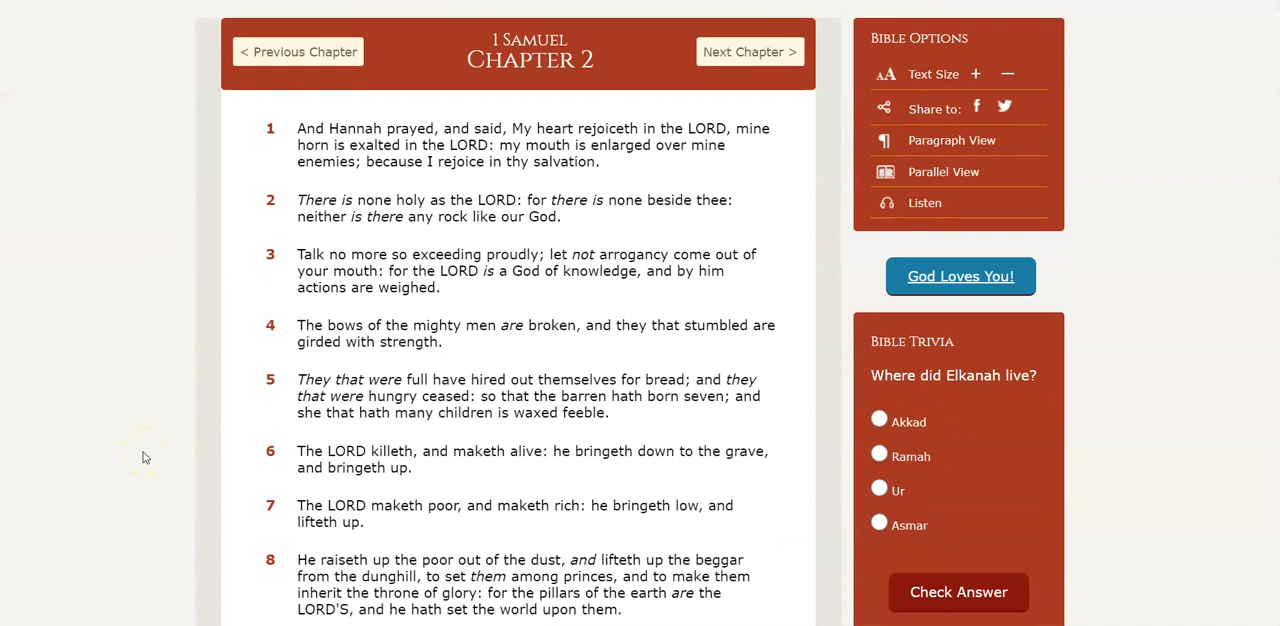 < Previous Chapter
1 Samuel
Chapter 2
Next Chapter >
1 And Hannah prayed, and said, My heart rejoiceth in the LORD, mine
horn is exalted in the LORD: my mouth is enlarged over mine
enemies; because I rejoice in thy salvation.
2 There is none holy as the LORD: for there is none beside thee:
neither is there any rock like our God.
3 Talk no more so exceeding proudly; let not arrogancy come out of
your mouth: for the LORD is a God of knowledge, and by him
actions are weighed.
4 The bows of the mighty men are broken, and they that stumbled are
girded with strength.
5 They that were full have hired out themselves for bread; and they
that were hungry ceased: so that the barren hath born seven; and
she that hath many children is waxed feeble.
6 The LORD killeth, and maketh alive: he bringeth down to the grave,
and bringeth up.
7 The LORD maketh poor, and maketh rich: he bringeth low, and
lifteth up.
8 He raiseth up the poor out of the dust, and lifteth up the beggar
from the dunghill, to set them among princes, and to make them
inherit the throne of glory: for the pillars of the earth are the
LORD'S, and he hath set the world upon them.
Bible Options
AA Text Size + —
Share to: f
¶ Paragraph View
Parallel View
Listen
God Loves You!
Bible Trivia
Where did Elkanah live?
Akkad
Ramah
Ur
Asmar
Check Answer